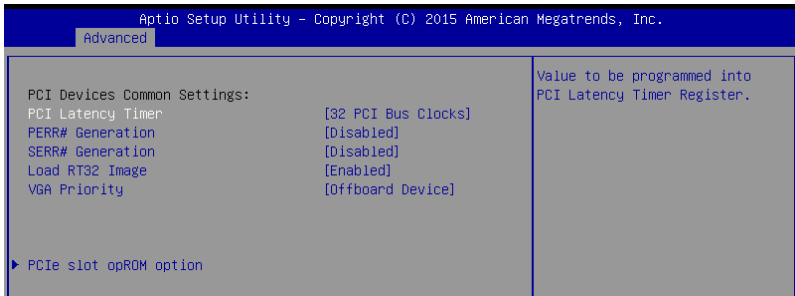 Aptio Setup Utility – Copyright (C) 2015 American Megatrends, Inc.
Advanced
PCI Devices Common Settings:
PCI Latency Timer [32 PCI Bus Clocks]
PERR# Generation [Disabled]
SERR# Generation [Disabled]
Load RT32 Image [Enabled]
VGA Priority [Offboard Device]
PCIe slot opROM option
Value to be programmed into
PCI Latency Timer Register.